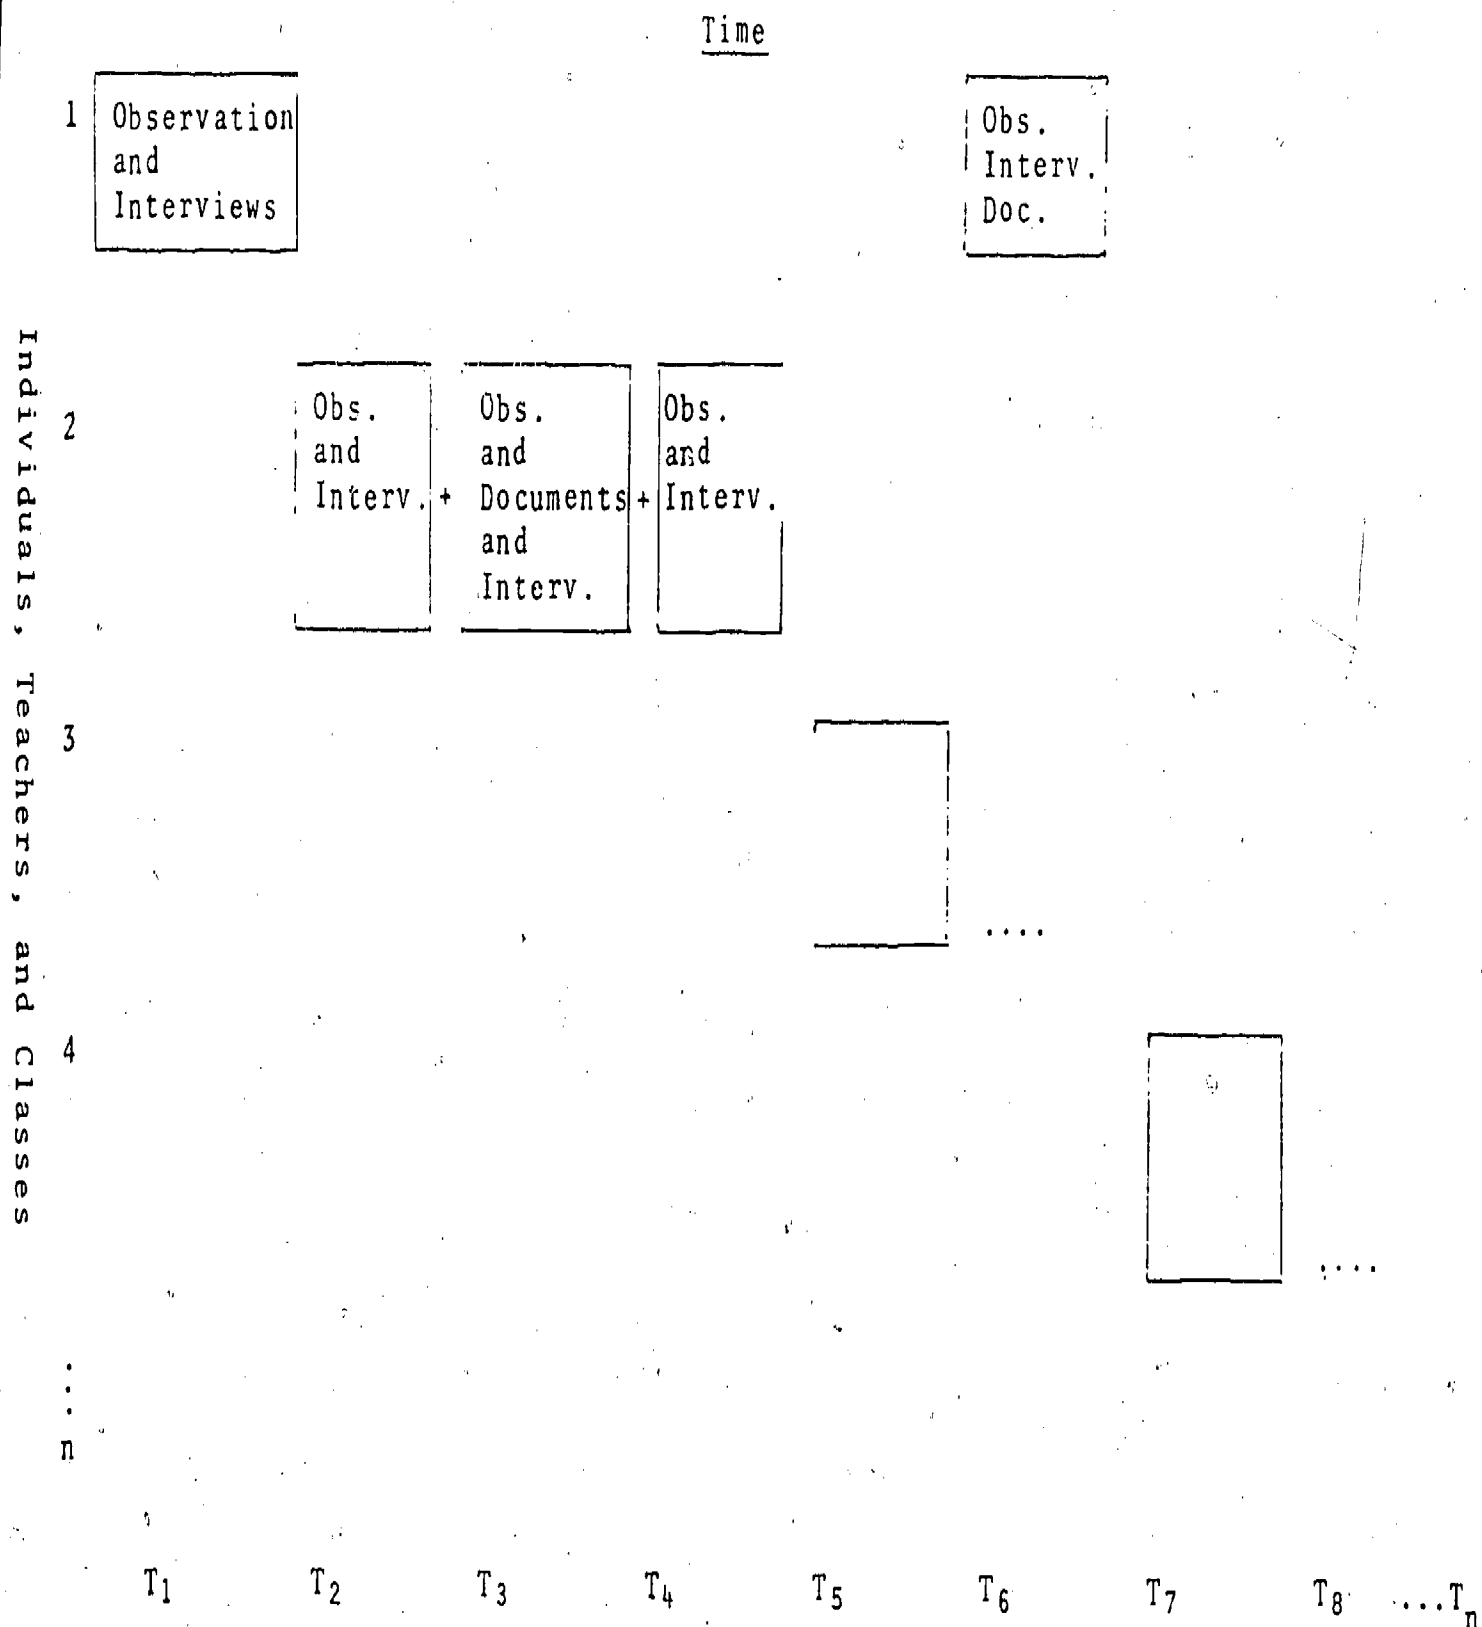 Time
1
Observation
and
Interviews
Obs.
Interv.
Doc.
Individuals, Teachers, and Classes
2
Obs.
and
Interv.
+
Obs.
and
Documents
and
Interv.
+
Obs.
and
Interv.
3
....
4
....
...
n
T1 T2 T3 T4 T5 T6 T7 T8 ....Tn